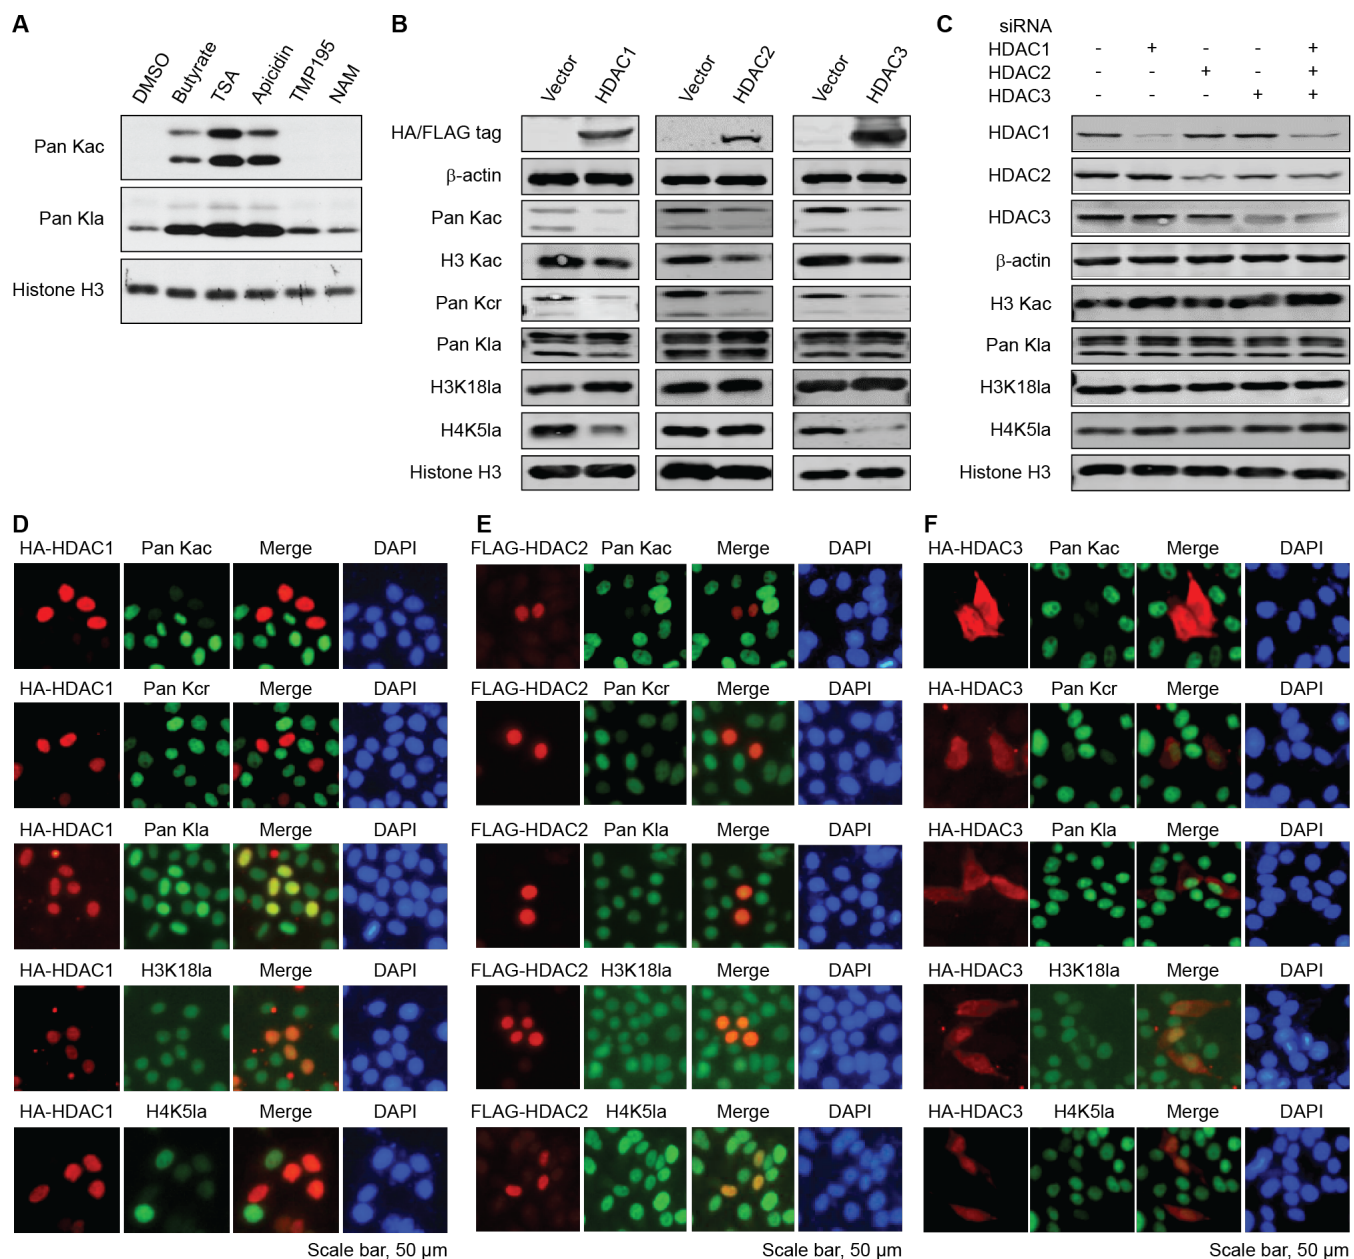 A
DMSO
Butyrate
TSA
Apicidin
TMP195
NAM
Pan Kac
Pan Kla
Histone H3
B
Vector
HDAC1
Vector
HDAC2
Vector
HDAC3
HA/FLAG tag
β-actin
Pan Kac
H3 Kac
Pan Kcr
Pan Kla
H3K18la
H4K5la
Histone H3
C
siRNA
HDAC1 - + - - +
HDAC2 - - + - +
HDAC3 - - - + +
HDAC1
HDAC2
HDAC3
β-actin
H3 Kac
Pan Kla
H3K18la
H4K5la
Histone H3
D
HA-HDAC1 Pan Kac Merge DAPI
HA-HDAC1 Pan Kcr Merge DAPI
HA-HDAC1 Pan Kla Merge DAPI
HA-HDAC1 H3K18la Merge DAPI
HA-HDAC1 H4K5la Merge DAPI
Scale bar, 50 μm
E
FLAG-HDAC2 Pan Kac Merge DAPI
FLAG-HDAC2 Pan Kcr Merge DAPI
FLAG-HDAC2 Pan Kla Merge DAPI
FLAG-HDAC2 H3K18la Merge DAPI
FLAG-HDAC2 H4K5la Merge DAPI
Scale bar, 50 μm
F
HA-HDAC3 Pan Kac Merge DAPI
HA-HDAC3 Pan Kcr Merge DAPI
HA-HDAC3 Pan Kla Merge DAPI
HA-HDAC3 H3K18la Merge DAPI
HA-HDAC3 H4K5la Merge DAPI
Scale bar, 50 μm